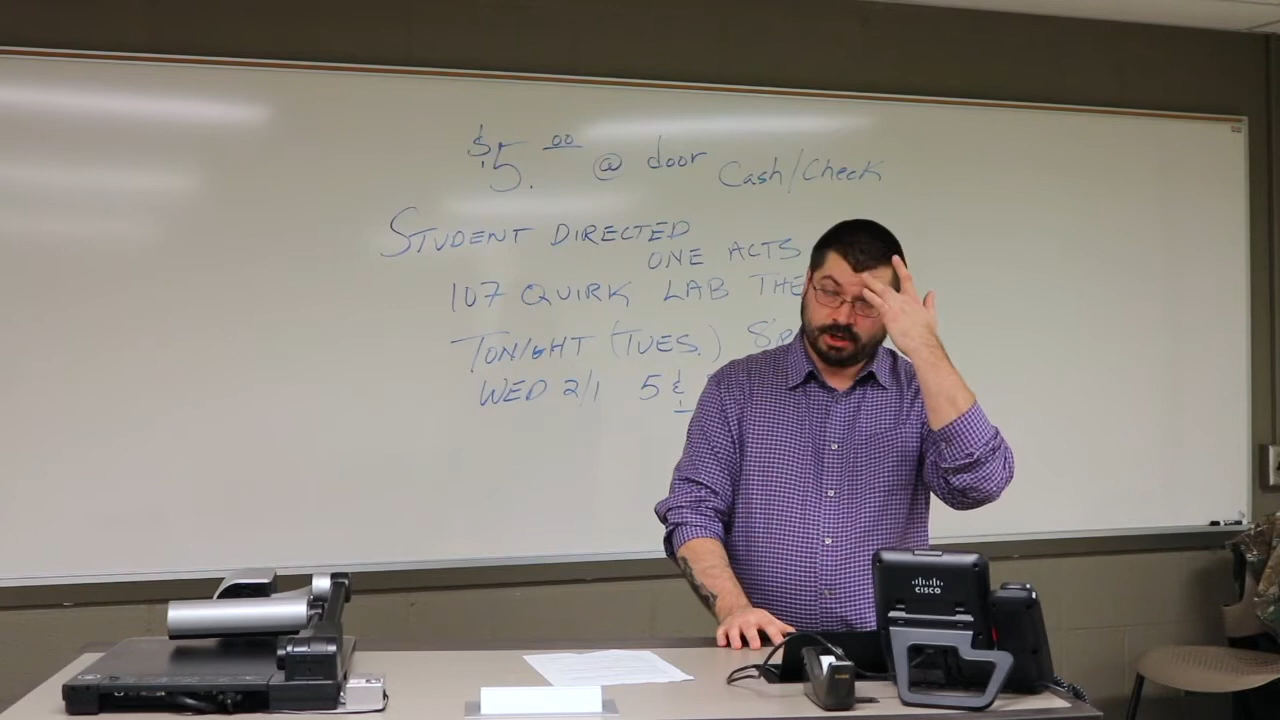 $5.00 @ door Cash/Check
STUDENT DIRECTED
ONE ACTS
107 QUIRK LAB THE
TONIGHT (TUES.) 8
WED 2/1 5 &
CISCO